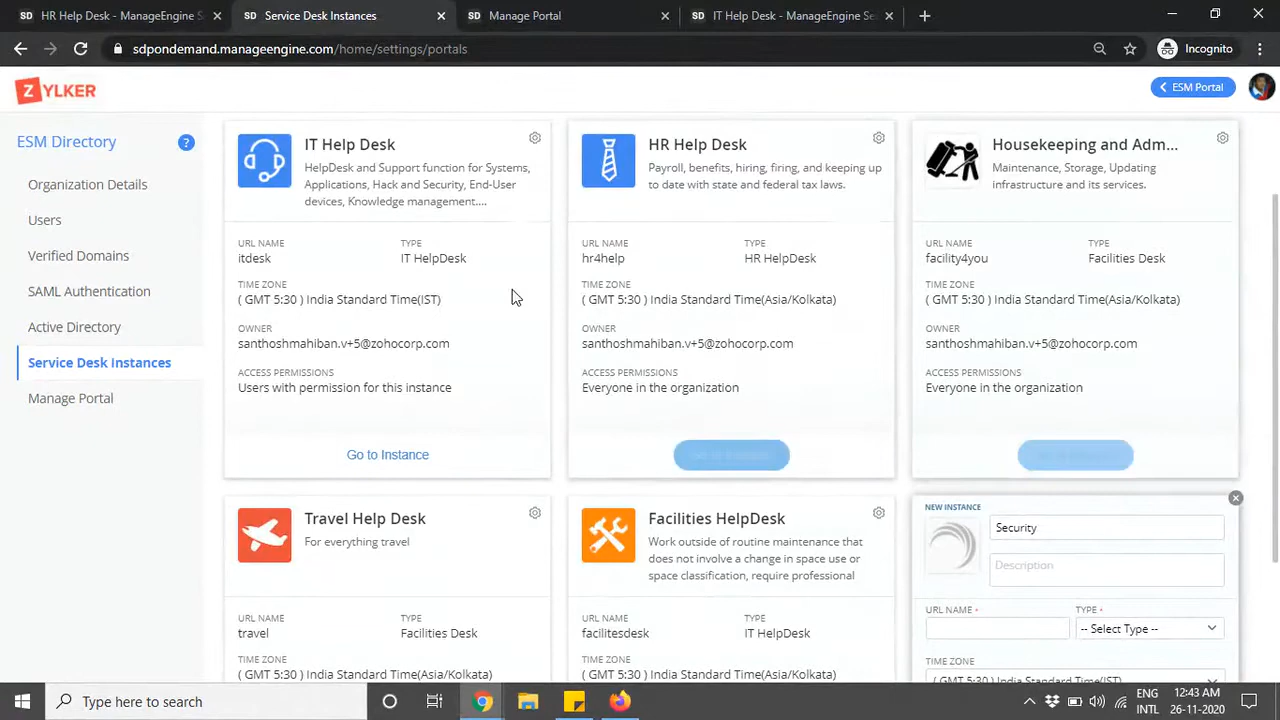 HR Help Desk - ManageEngine S
Service Desk Instances
Manage Portal
IT Help Desk - ManageEngine Se
sdpondemand.manageengine.com/home/settings/portals
Incognito
ZYLKER
ESM Portal
ESM Directory
Organization Details
Users
Verified Domains
SAML Authentication
Active Directory
Service Desk Instances
Manage Portal
IT Help Desk
HelpDesk and Support function for Systems,
Applications, Hack and Security, End-User
devices, Knowledge management....
URL NAME TYPE
itdesk IT HelpDesk
TIME ZONE
( GMT 5:30 ) India Standard Time(IST)
OWNER
santhoshmahiban.v+5@zohocorp.com
ACCESS PERMISSIONS
Users with permission for this instance
Go to Instance
HR Help Desk
Payroll, benefits, hiring, firing, and keeping up
to date with state and federal tax laws.
URL NAME TYPE
hr4help HR HelpDesk
TIME ZONE
( GMT 5:30 ) India Standard Time(Asia/Kolkata)
OWNER
santhoshmahiban.v+5@zohocorp.com
ACCESS PERMISSIONS
Everyone in the organization
Housekeeping and Adm...
Maintenance, Storage, Updating
infrastructure and its services.
URL NAME TYPE
facility4you Facilities Desk
TIME ZONE
( GMT 5:30 ) India Standard Time(Asia/Kolkata)
OWNER
santhoshmahiban.v+5@zohocorp.com
ACCESS PERMISSIONS
Everyone in the organization
Travel Help Desk
For everything travel
URL NAME TYPE
travel Facilities Desk
TIME ZONE
( GMT 5:30 ) India Standard Time(Asia/Kolkata)
Facilities HelpDesk
Work outside of routine maintenance that
does not involve a change in space use or
space classification, require professional
URL NAME TYPE
facilitesdesk IT HelpDesk
TIME ZONE
( GMT 5:30 ) India Standard Time(Asia/Kolkata)
NEW INSTANCE
Security
Description
URL NAME * TYPE *
-- Select Type --
TIME ZONE
( GMT 5:30 ) India Standard Time(IST)
Type here to search
ENG
INTL
12:43 AM
26-11-2020